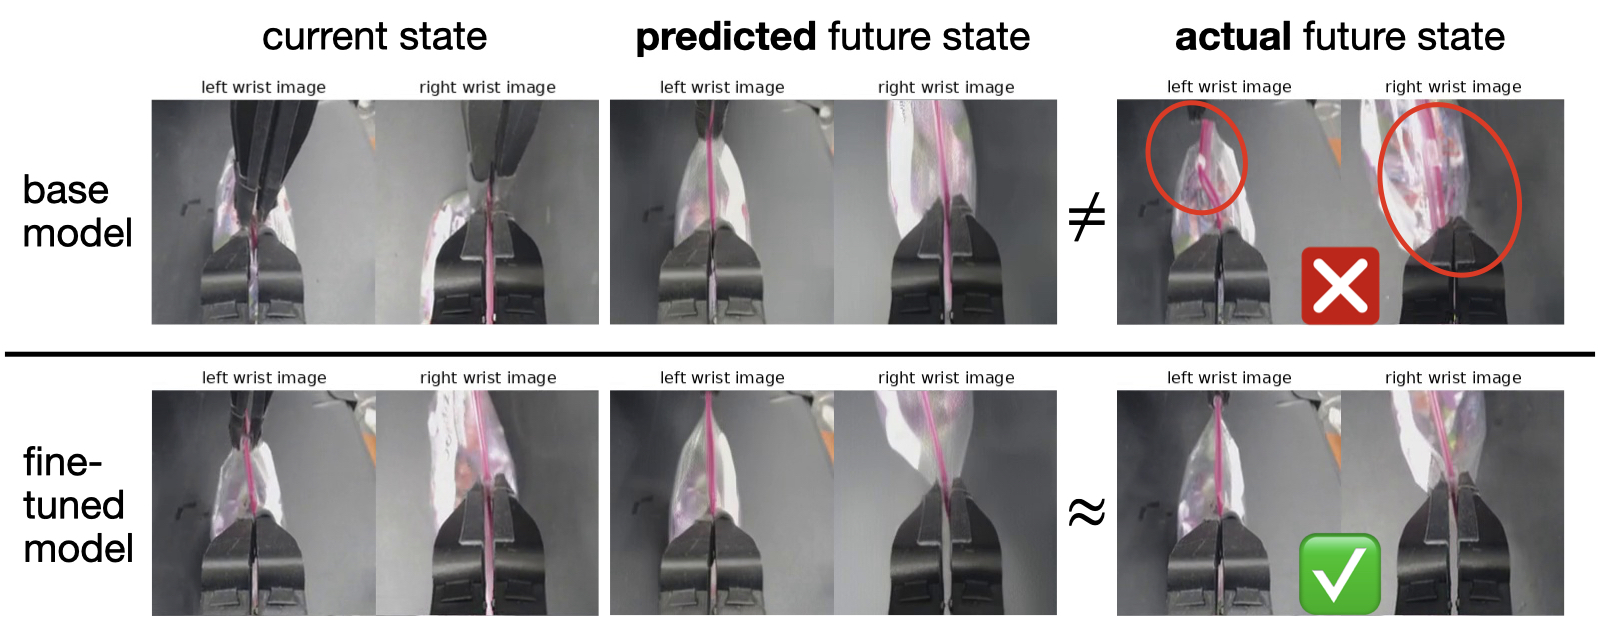 current state
predicted future state
actual future state
left wrist image
right wrist image
left wrist image
right wrist image
left wrist image
right wrist image
base
model
≠
left wrist image
right wrist image
left wrist image
right wrist image
left wrist image
right wrist image
fine-
tuned
model
≈